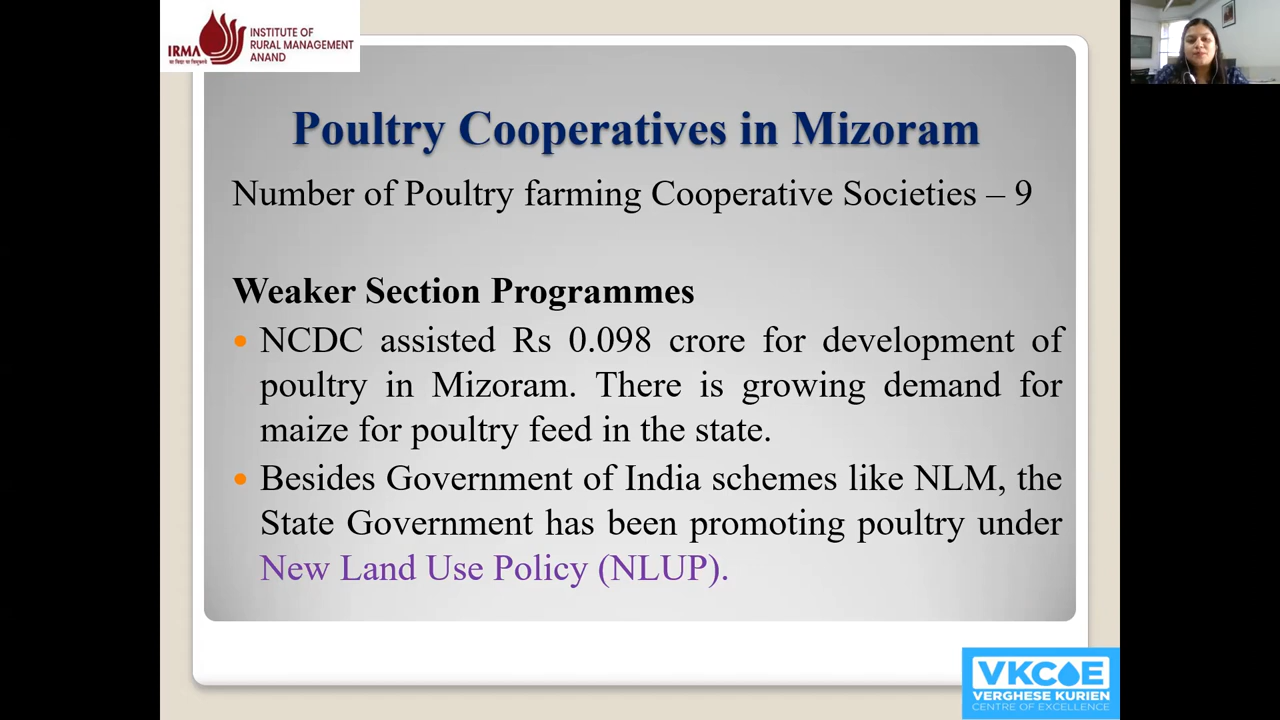 IRMA
INSTITUTE OF
RURAL MANAGEMENT
ANAND
Poultry Cooperatives in Mizoram
Number of Poultry farming Cooperative Societies – 9
Weaker Section Programmes
NCDC assisted Rs 0.098 crore for development of
poultry in Mizoram. There is growing demand for
maize for poultry feed in the state.
Besides Government of India schemes like NLM, the
State Government has been promoting poultry under
New Land Use Policy (NLUP).
VKCOE
VERGHESE KURIEN
CENTRE OF EXCELLENCE